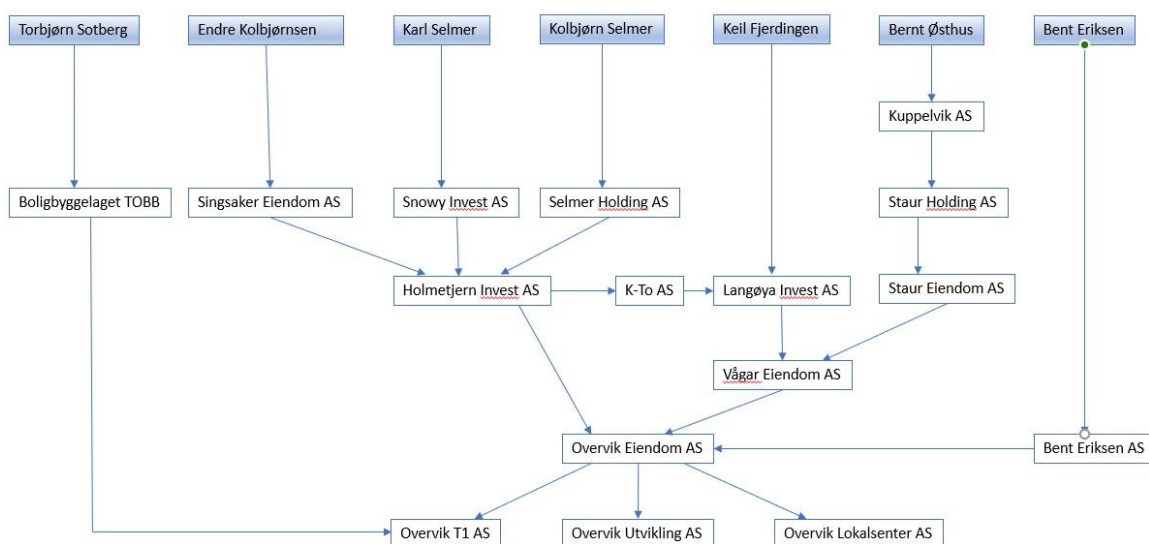 Torbjørn Sotberg
Endre Kolbjørnsen
Karl Selmer
Kolbjørn Selmer
Keil Fjerdingen
Bernt Østhus
Bent Eriksen
Kuppelvik AS
Boligbyggelaget TOBB
Singsaker Eiendom AS
Snowy Invest AS
Selmer Holding AS
Staur Holding AS
Holmetjern Invest AS
K-To AS
Langøya Invest AS
Staur Eiendom AS
Vågar Eiendom AS
Overvik Eiendom AS
Bent Eriksen AS
Overvik T1 AS
Overvik Utvikling AS
Overvik Lokalsenter AS